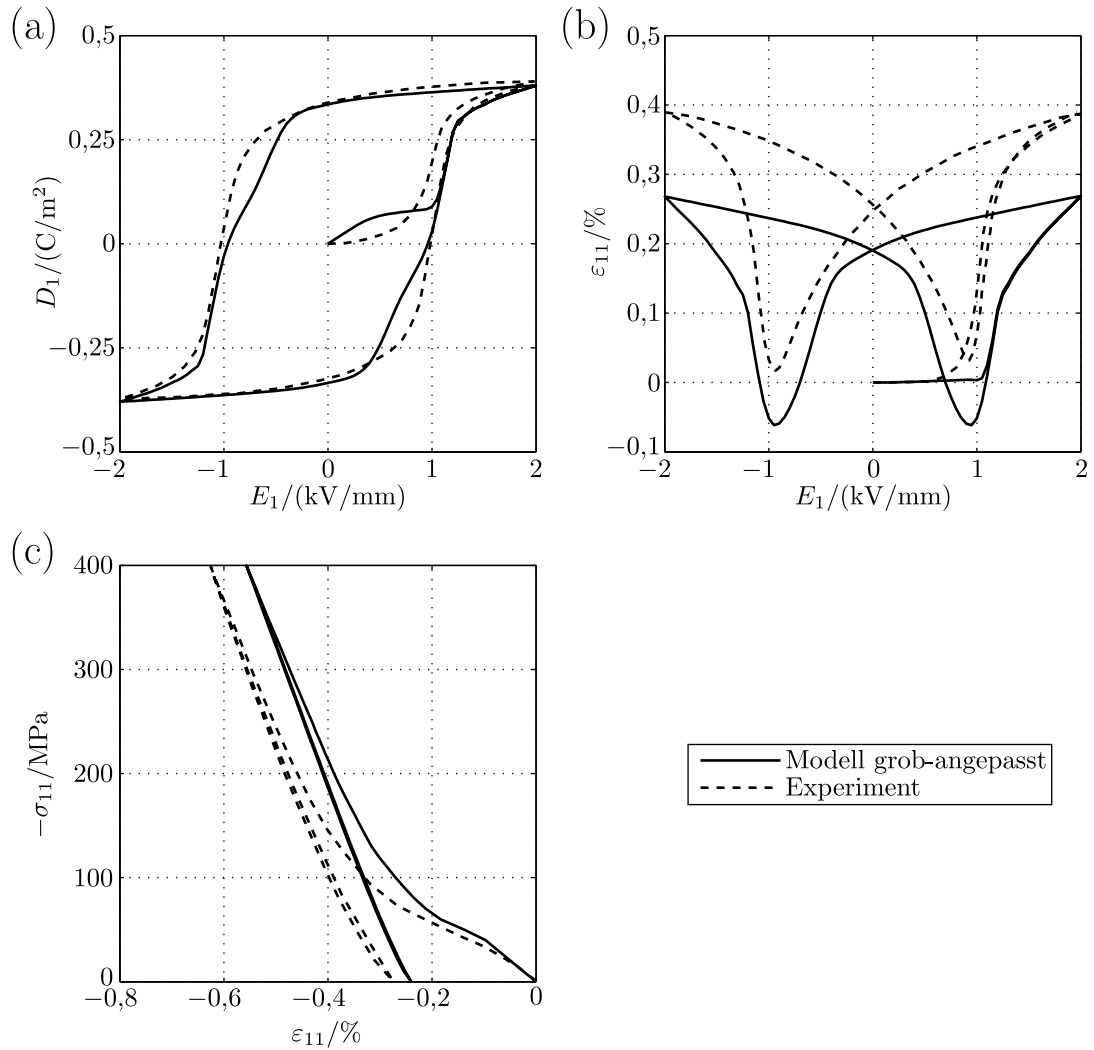 (a)
0,5
0,25
0
−0,25
−0,5
−2
−1
0
1
2
D₁/(C/m²)
E₁/(kV/mm)
(b)
0,5
0,4
0,3
0,2
0,1
0
−0,1
−2
−1
0
1
2
ε₁₁/%
E₁/(kV/mm)
(c)
400
300
200
100
0
−0,8
−0,6
−0,4
−0,2
0
−σ₁₁/MPa
ε₁₁/%
Modell grob-angepasst
Experiment